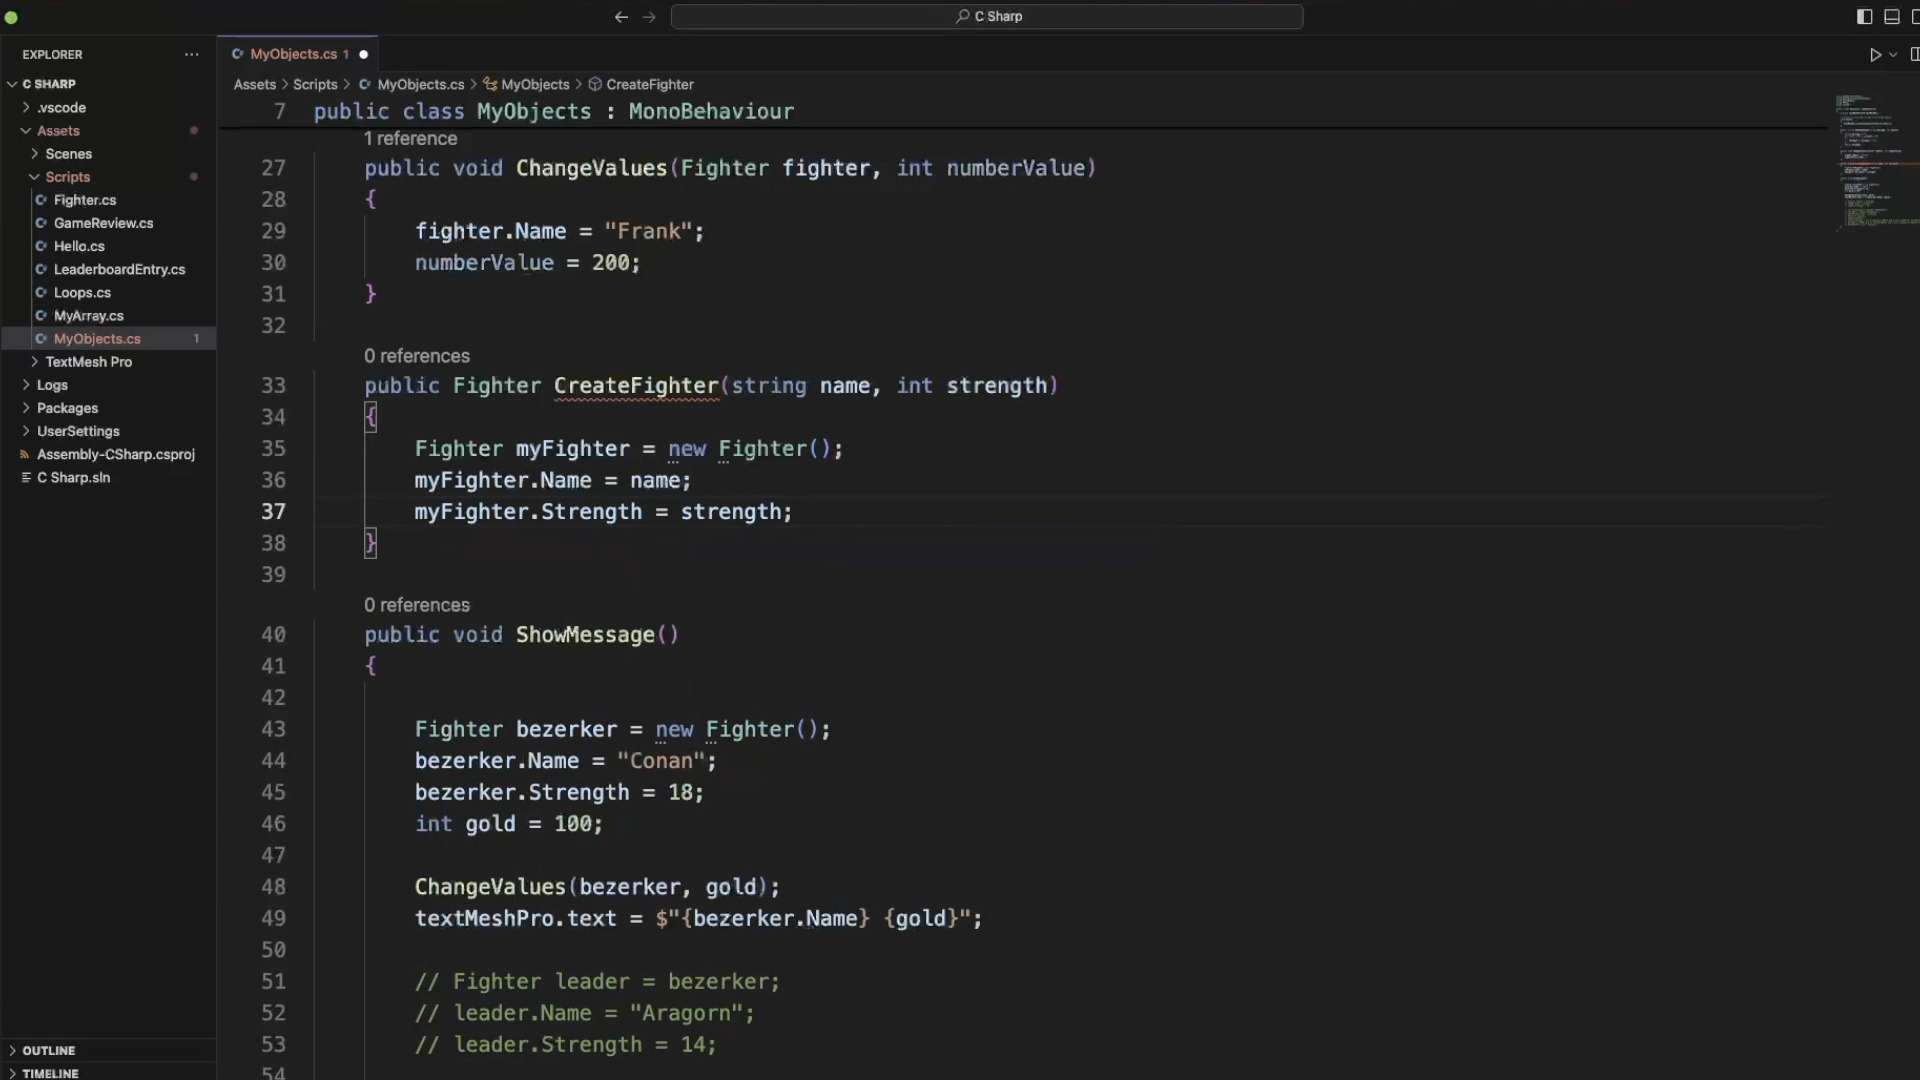 C Sharp
EXPLORER ...
MyObjects.cs 1
C SHARP
Assets > Scripts > MyObjects.cs > MyObjects > CreateFighter
.vscode
Assets
Scenes
Scripts
Fighter.cs
GameReview.cs
Hello.cs
LeaderboardEntry.cs
Loops.cs
MyArray.cs
MyObjects.cs 1
TextMesh Pro
Logs
Packages
UserSettings
Assembly-CSharp.csproj
C Sharp.sln
OUTLINE
TIMELINE
7 public class MyObjects : MonoBehaviour
1 reference
27 public void ChangeValues(Fighter fighter, int numberValue)
28 {
29 fighter.Name = "Frank";
30 numberValue = 200;
31 }
32
0 references
33 public Fighter CreateFighter(string name, int strength)
34 {
35 Fighter myFighter = new Fighter();
36 myFighter.Name = name;
37 myFighter.Strength = strength;
38 }
39
0 references
40 public void ShowMessage()
41 {
42
43 Fighter bezerker = new Fighter();
44 bezerker.Name = "Conan";
45 bezerker.Strength = 18;
46 int gold = 100;
47
48 ChangeValues(bezerker, gold);
49 textMeshPro.text = $"{bezerker.Name} {gold}";
50
51 // Fighter leader = bezerker;
52 // leader.Name = "Aragorn";
53 // leader.Strength = 14;
54